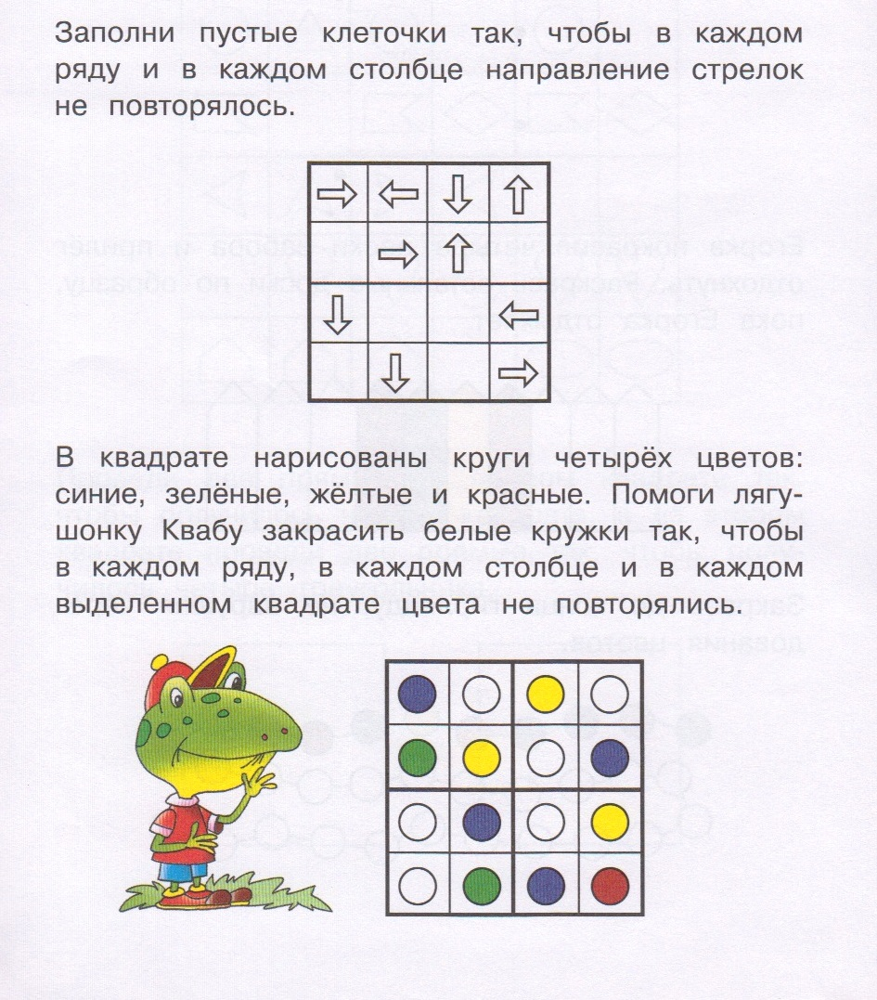 Заполни пустые клеточки так, чтобы в каждом
ряду и в каждом столбце направление стрелок
не повторялось.
В квадрате нарисованы круги четырёх цветов:
синие, зелёные, жёлтые и красные. Помоги лягу-
шонку Квабу закрасить белые кружки так, чтобы
в каждом ряду, в каждом столбце и в каждом
выделенном квадрате цвета не повторялись.